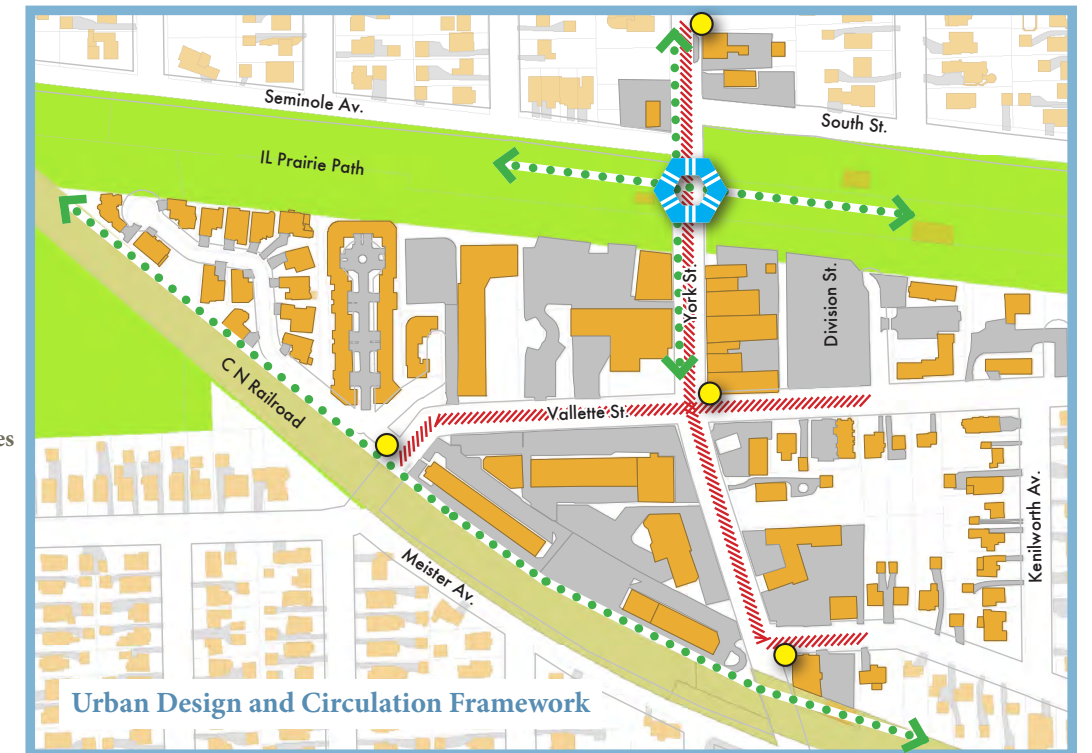 Seminole Av.
South St.
IL Prairie Path
York St.
Division St.
C N Railroad
Vallette St.
Kenilworth Av.
Meister Av.
Urban Design and Circulation Framework